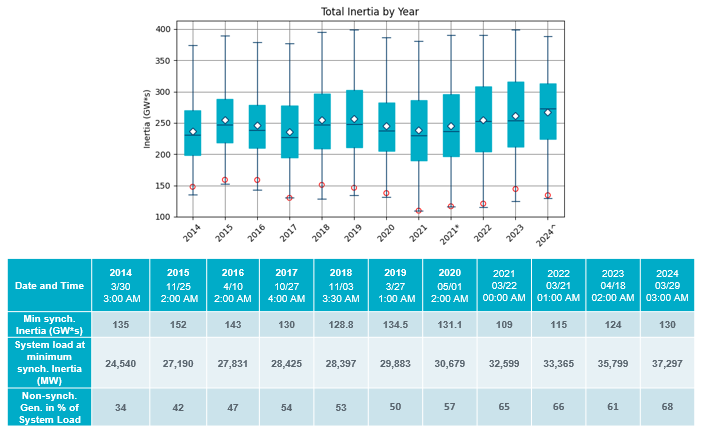 Total Inertia by Year
Inertia (GW*s)
400
350
300
250
200
150
100
2014 2015 2016 2017 2018 2019 2020 2021 2021* 2022 2023 2024^
Date and Time
2014
3/30
3:00 AM
2015
11/25
2:00 AM
2016
4/10
2:00 AM
2017
10/27
4:00 AM
2018
11/03
3:30 AM
2019
3/27
1:00 AM
2020
05/01
2:00 AM
2021
03/22
00:00 AM
2022
03/21
01:00 AM
2023
04/18
02:00 AM
2024
03/29
03:00 AM
Min synch.
Inertia (GW*s)
135 152 143 130 128.8 134.5 131.1 109 115 124 130
System load at
minimum
synch. Inertia
(MW)
24,540 27,190 27,831 28,425 28,397 29,883 30,679 32,599 33,365 35,799 37,297
Non-synch.
Gen. in % of
System Load
34 42 47 54 53 50 57 65 66 61 68